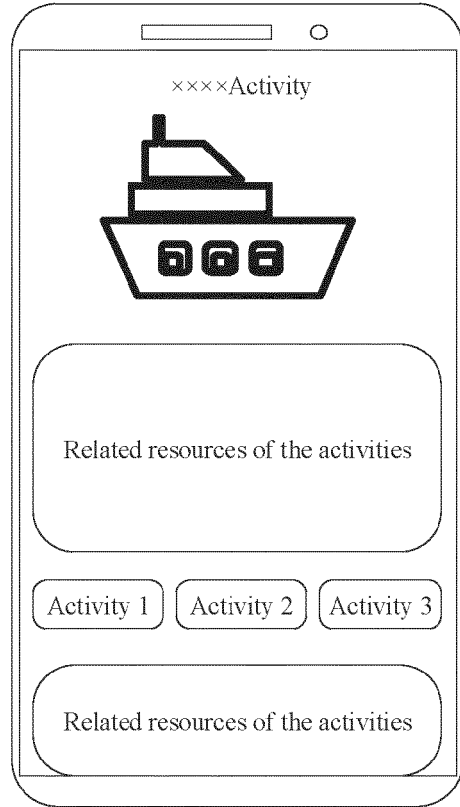 ××××Activity
Related resources of the activities
Activity 1 Activity 2 Activity 3
Related resources of the activities